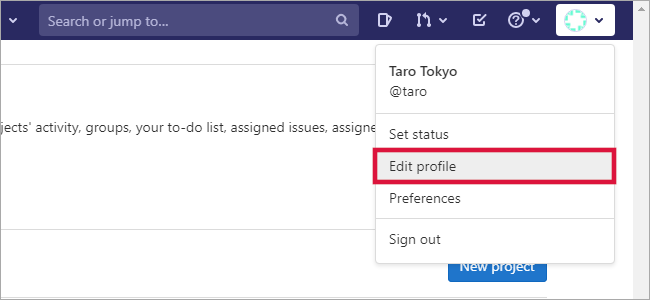 Search or jump to...
Taro Tokyo
@taro
jects' activity, groups, your to-do list, assigned issues, assigne
Set status
Edit profile
Preferences
Sign out
New project